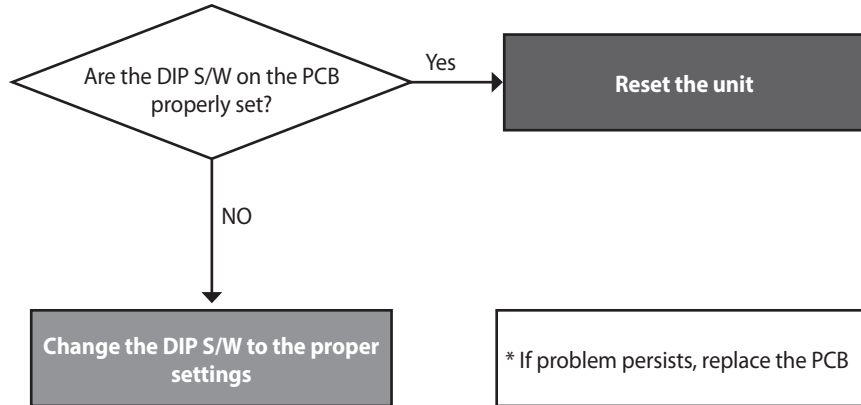 Are the DIP S/W on the PCB
properly set?
Yes
Reset the unit
NO
Change the DIP S/W to the proper
settings
* If problem persists, replace the PCB